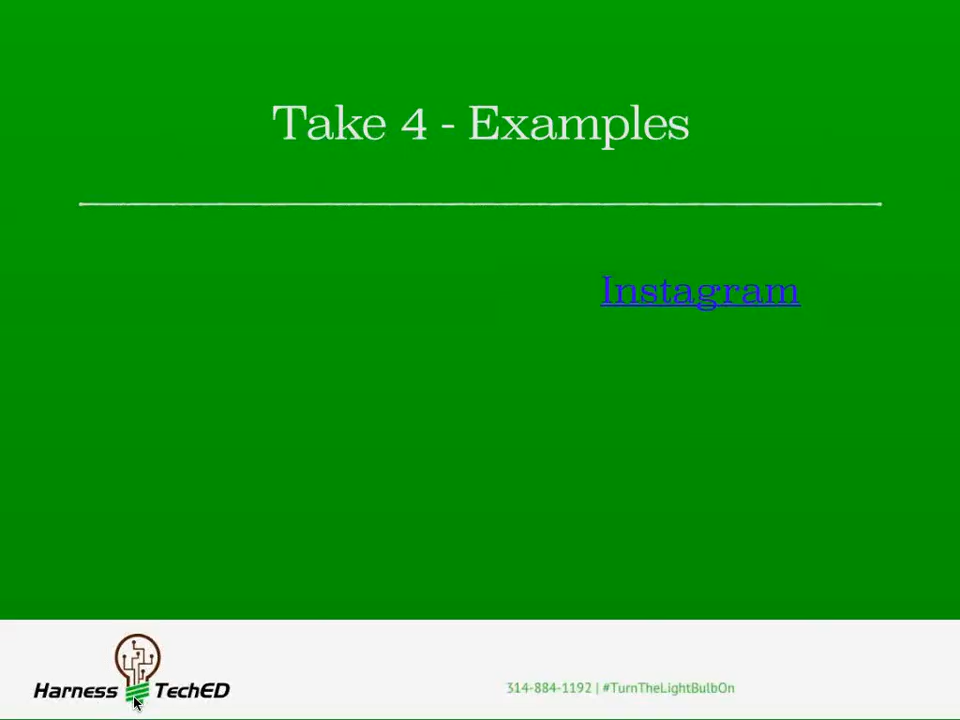 Take 4 - Examples
Instagram
Harness TechED
314-884-1192 | #TurnTheLightBulbOn